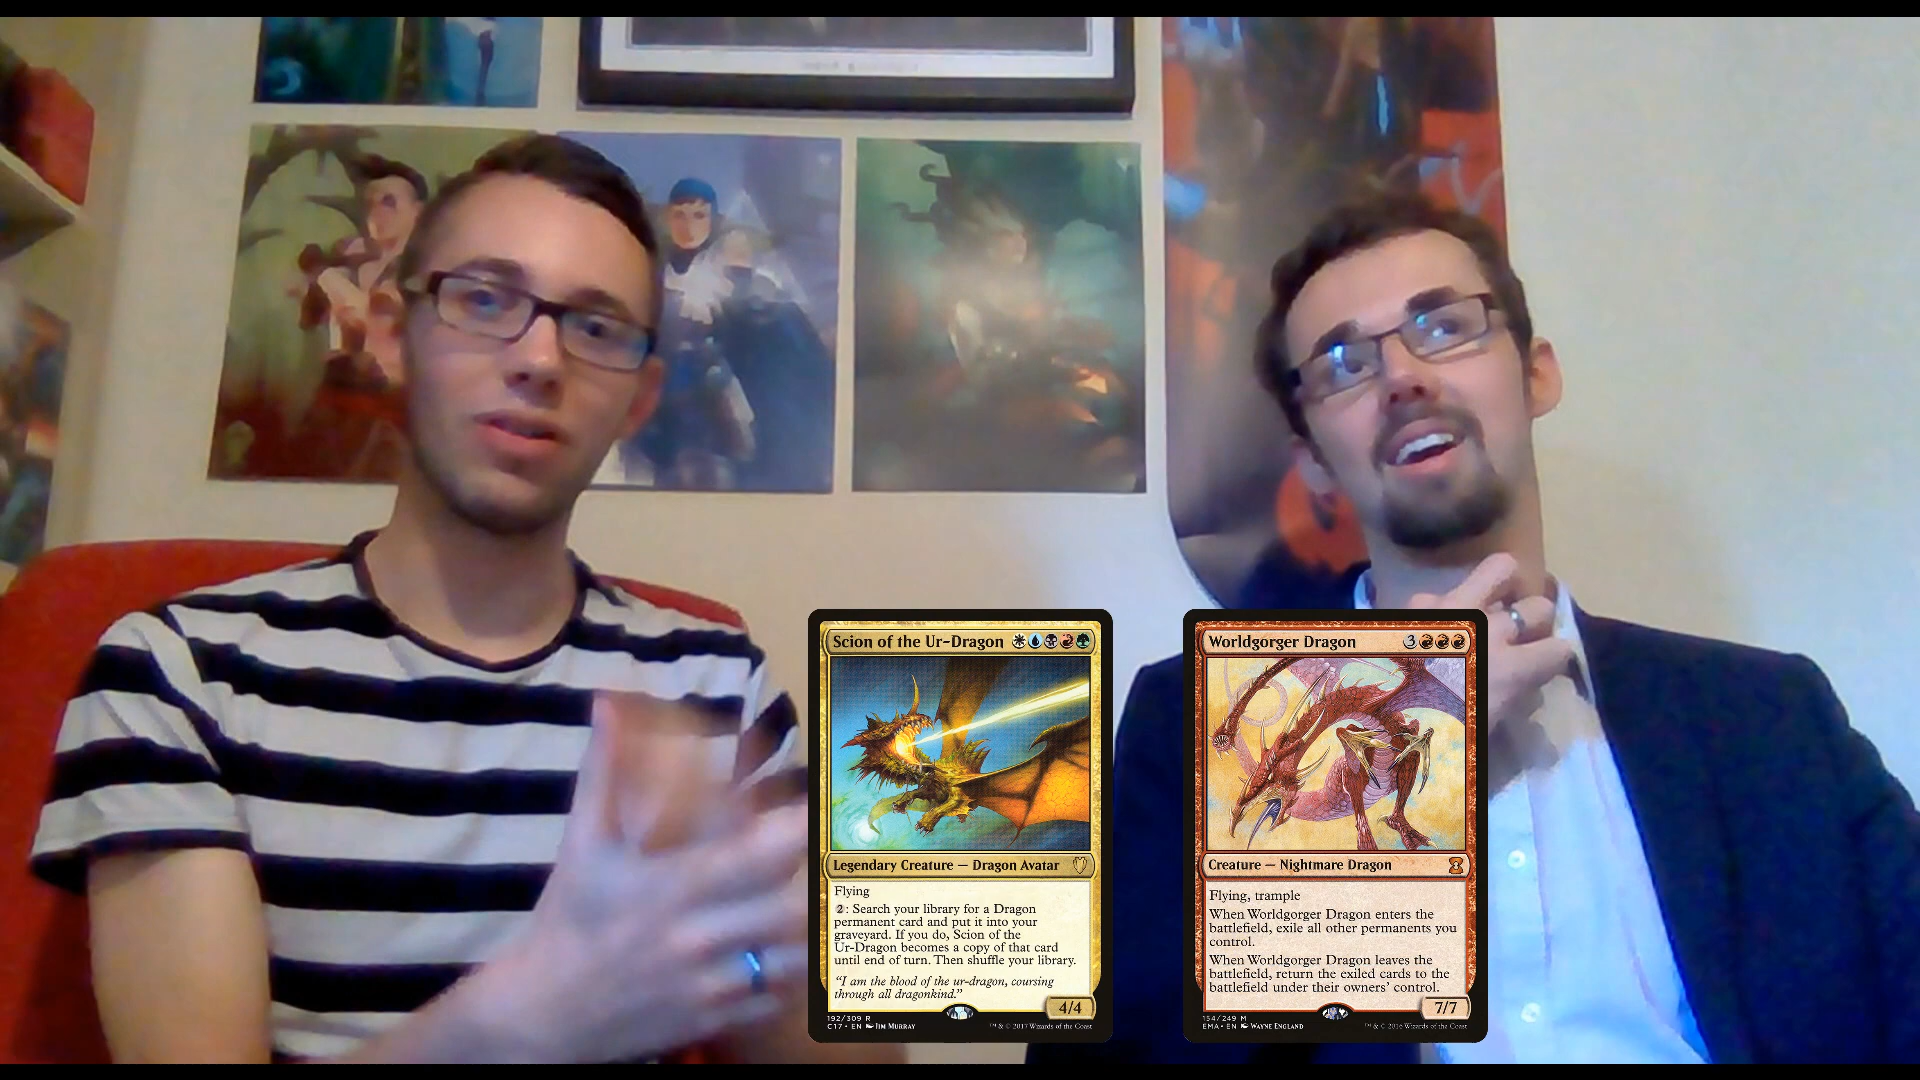 Scion of the Ur-Dragon
Legendary Creature — Dragon Avatar
Flying
2: Search your library for a Dragon
permanent card and put it into your
graveyard. If you do, Scion of the
Ur-Dragon becomes a copy of that card
until end of turn. Then shuffle your library.
"I am the blood of the ur-dragon, coursing
through all dragonkind."
4/4
192/309 R
C17 • EN Jim Murray
™ & © 2017 Wizards of the Coast
Worldgorger Dragon 3
Creature — Nightmare Dragon
Flying, trample
When Worldgorger Dragon enters the
battlefield, exile all other permanents you
control.
When Worldgorger Dragon leaves the
battlefield, return the exiled cards to the
battlefield under their owners' control.
7/7
154/249 M
EMA • EN Wayne England
™ & © 2016 Wizards of the Coast